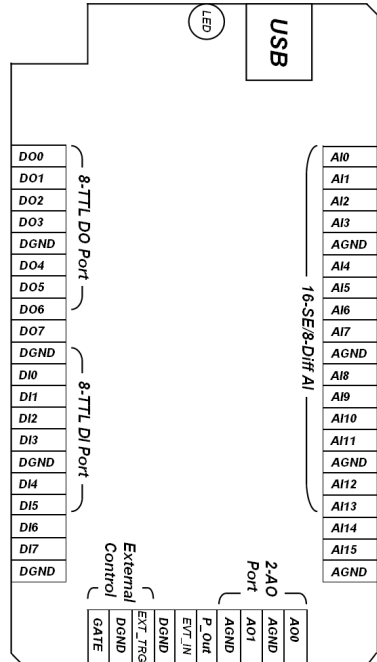 LED
USB
DO0
DO1
DO2
DO3
DGND
DO4
DO5
DO6
DO7
DGND
DI0
DI1
DI2
DI3
DGND
DI4
DI5
DI6
DI7
DGND
8-TTL DO Port
8-TTL DI Port
16-SE/8-Diff AI
AI0
AI1
AI2
AI3
AGND
AI4
AI5
AI6
AI7
AGND
AI8
AI9
AI10
AI11
AGND
AI12
AI13
AI14
AI15
AGND
External
Control
2-AO
Port
GATE
DGND
EXT_TRG
DGND
EVT_IN
P_Out
AGND
AO1
AGND
AO0